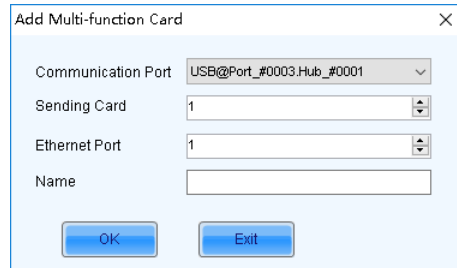 Add Multi-function Card
Communication Port USB@Port_#0003.Hub_#0001
Sending Card 1
Ethernet Port 1
Name
OK Exit